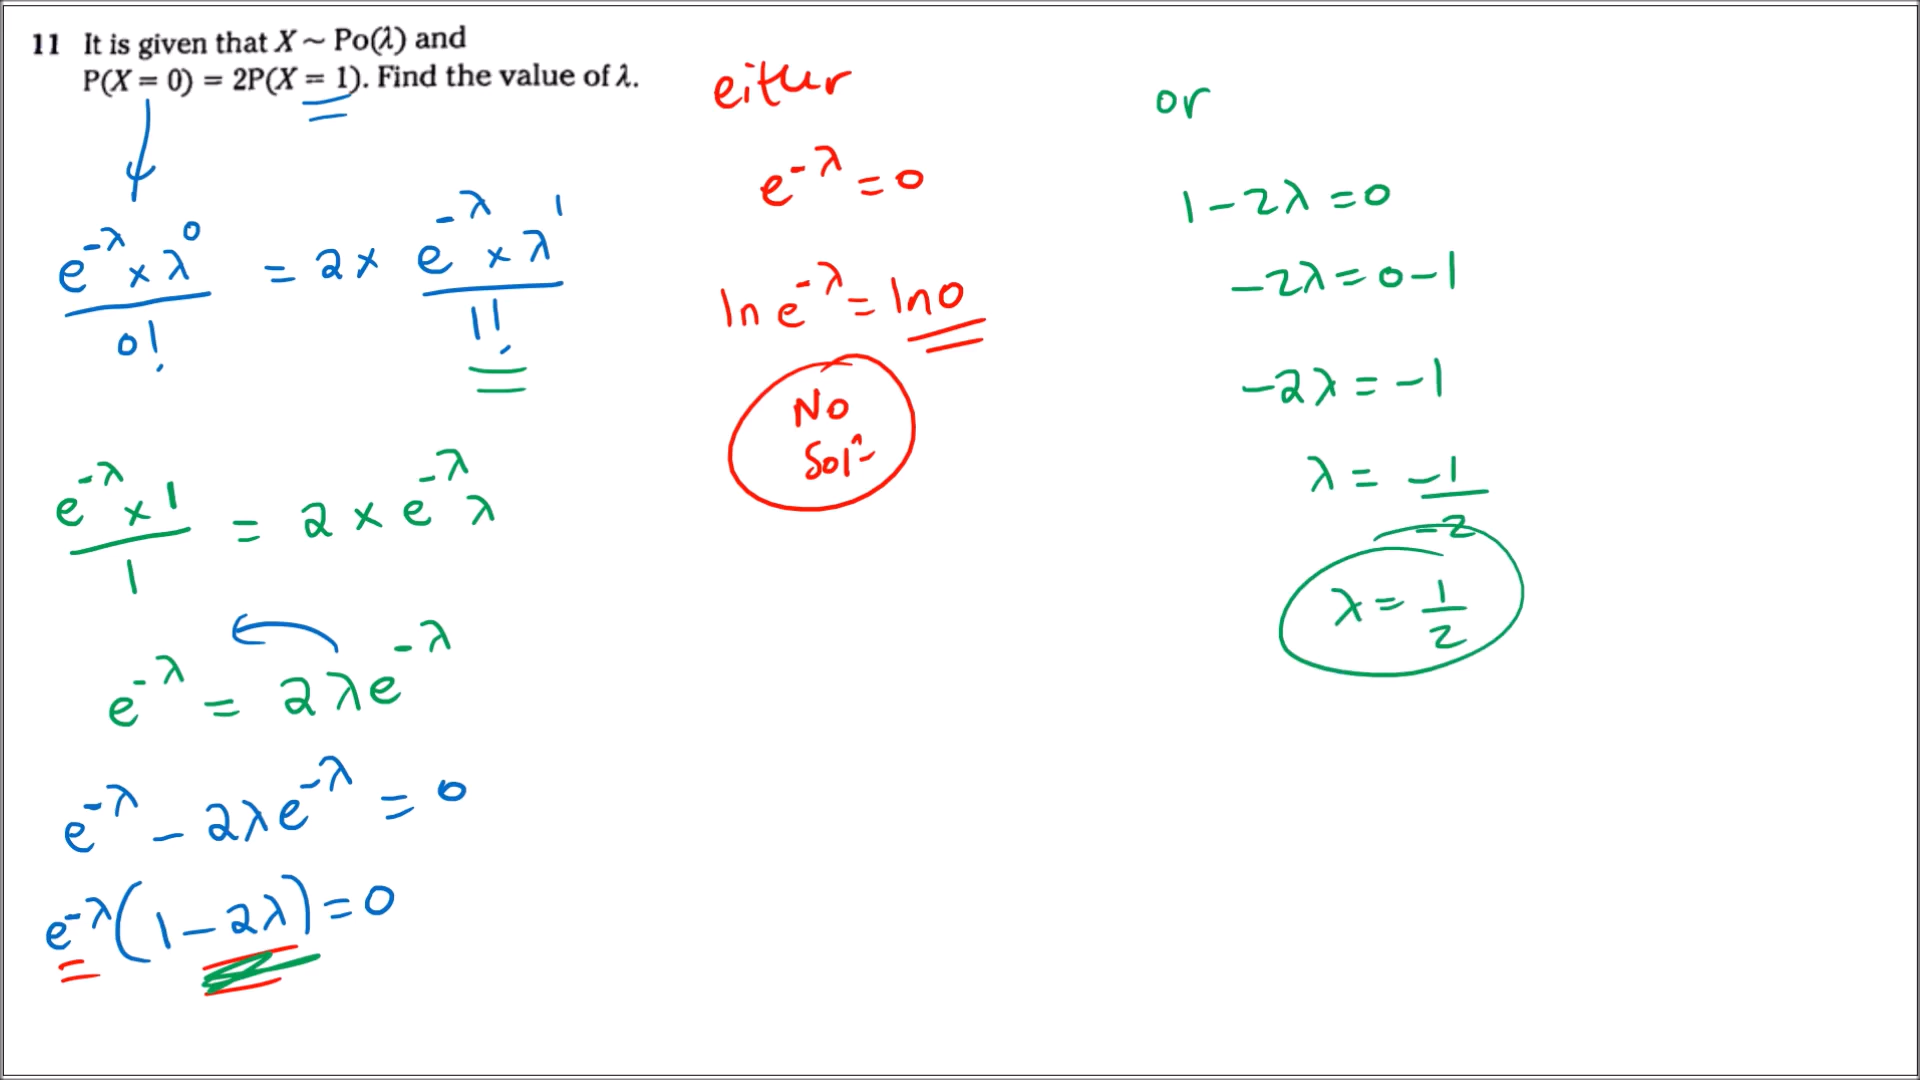 11 It is given that X ~ Po(λ) and
P(X = 0) = 2P(X = 1). Find the value of λ.
e^-λ × λ^0 / 0! = 2 × e^-λ × λ^1 / 1!
e^-λ × 1 / 1 = 2 × e^-λ λ
e^-λ = 2λe^-λ
e^-λ - 2λe^-λ = 0
e^-λ(1 - 2λ) = 0
either
e^-λ = 0
ln e^-λ = ln 0
No
Sol^n
or
1 - 2λ = 0
-2λ = 0 - 1
-2λ = -1
λ = -1 / -2
λ = 1/2